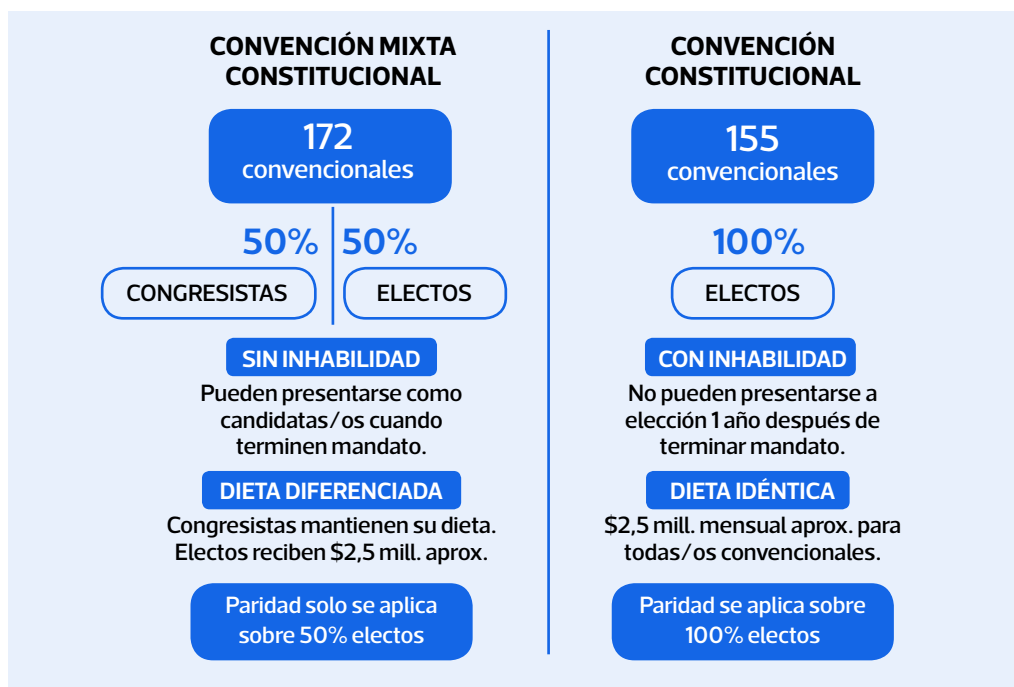 CONVENCIÓN MIXTA
CONSTITUCIONAL
172
convencionales
50%
50%
CONGRESISTAS
ELECTOS
SIN INHABILIDAD
Pueden presentarse como
candidatas/os cuando
terminen mandato.
DIETA DIFERENCIADA
Congresistas mantienen su dieta.
Electos reciben $2,5 mill. aprox.
Paridad solo se aplica
sobre 50% electos
CONVENCIÓN
CONSTITUCIONAL
155
convencionales
100%
ELECTOS
CON INHABILIDAD
No pueden presentarse a
elección 1 año después de
terminar mandato.
DIETA IDÉNTICA
$2,5 mill. mensual aprox. para
todas/os convencionales.
Paridad se aplica sobre
100% electos